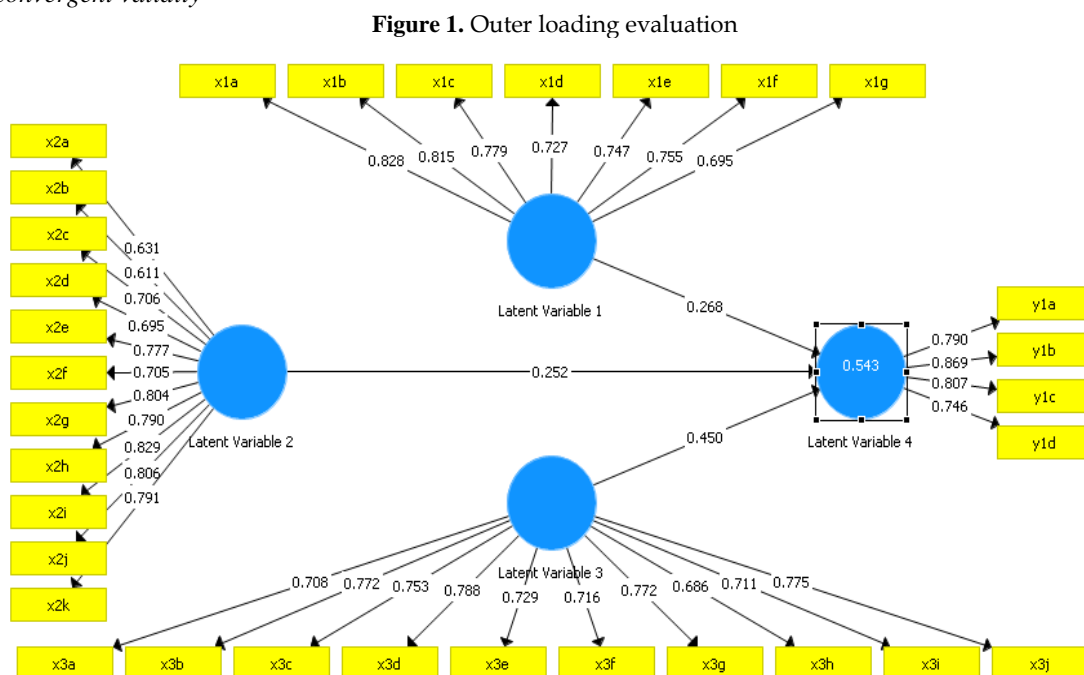 convergent validity
Figure 1. Outer loading evaluation
x1a x1b x1c x1d x1e x1f x1g
0.828 0.815 0.779 0.727 0.747 0.755 0.695
Latent Variable 1
x2a
x2b
x2c
x2d
x2e
x2f
x2g
x2h
x2i
x2j
x2k
0.631
0.611
0.706
0.695
0.777
0.705
0.804
0.790
0.829
0.806
0.791
Latent Variable 2
0.268
0.252
0.450
0.543
Latent Variable 4
0.790
0.869
0.807
0.746
y1a
y1b
y1c
y1d
Latent Variable 3
0.708 0.772 0.753 0.788 0.729 0.716 0.772 0.686 0.711 0.775
x3a x3b x3c x3d x3e x3f x3g x3h x3i x3j